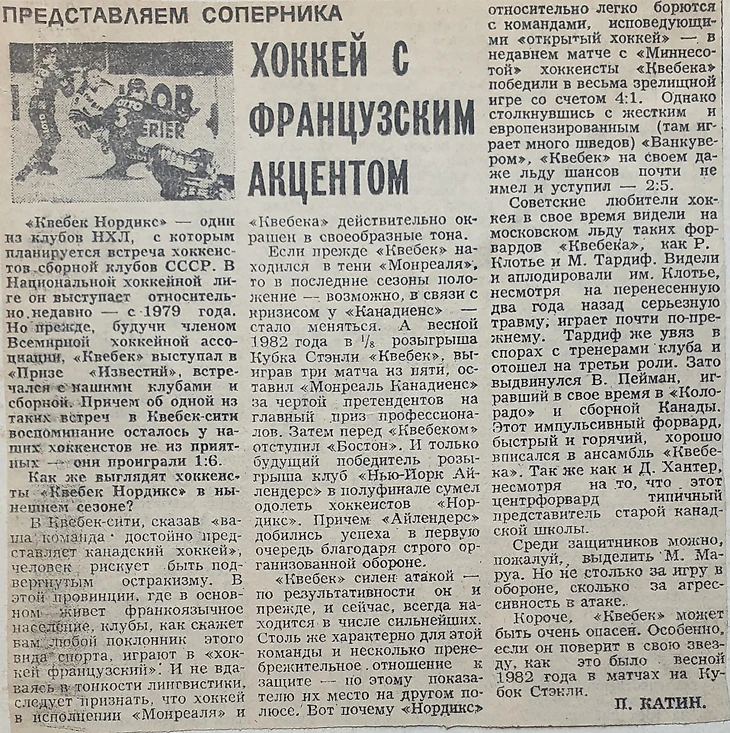 ПРЕДСТАВЛЯЕМ СОПЕРНИКА
ХОККЕЙ С
ФРАНЦУЗСКИМ
АКЦЕНТОМ
«Квебек Нордикс» — один
из клубов НХЛ, с которым
планируется встреча хоккеис-
тов сборной клубов СССР. В
Национальной хоккейной ли-
ге он выступает относитель-
но недавно — с 1979 года.
Но прежде, будучи членом
Всемирной хоккейной ассо-
циации, «Квебек» выступал в
«Призе «Известий», встре-
чался с нашими клубами и
сборной. Причем об одной из
таких встреч в Квебек-сити
воспоминание осталось у на-
ших хоккеистов не из прият-
ных — они проиграли 1:6.
Как же выглядят хоккеис-
ты «Квебек Нордикс» в ны-
нешнем сезоне?
В Квебек-сити, сказав «ва-
ша команда достойно пред-
ставляет канадский хоккей»,
человек рискует быть под-
вергнутым остракизму. В
этой провинции, где в основ-
ном живет франкоязычное
население, клубы, как скажет
вам любой поклонник этого
вида спорта, играют в «хок-
кей французский». И не вда-
ваясь в тонкости лингвистики,
следует признать, что хоккей
в исполнении «Монреаля» и
«Квебека» действительно ок-
рашен в своеобразные тона.
Если прежде «Квебек» на-
ходился в тени «Монреаля»,
то в последние сезоны поло-
жение — возможно, в связи с
кризисом у «Канадиенс» —
стало меняться. А весной
1982 года в 1/8 розыгрыша
Кубка Стэнли «Квебек», вы-
играв три матча из пяти, ос-
тавил «Монреаль Канадиенс»
за чертой претендентов на
главный приз профессиона-
лов. Затем перед «Квебеком»
отступил «Бостон». И только
будущий победитель розы-
грыша клуб «Нью-Йорк Ай-
лендерс» в полуфинале сумел
одолеть хоккеистов «Нор-
дикс». Причем «Айлендерс»
добились успеха в первую
очередь благодаря строго ор-
ганизованной обороне.
«Квебек» силен атакой —
по результативности он и
прежде, и сейчас, всегда на-
ходится в числе сильнейших.
Столь же характерно для этой
команды и несколько прене-
брежительное отношение к
защите — по этому показа-
телю их место на другом по-
люсе. Вот почему «Нордикс»
относительно легко борются
с командами, исповедующи-
ми «открытый хоккей» — в
недавнем матче с «Миннесо-
той» хоккеисты «Квебека»
победили в весьма зрелищной
игре со счетом 4:1. Однако
столкнувшись с жестким и
европеизированным (там иг-
рает много шведов) «Ванкуве-
ром», «Квебек» на своем да-
же льду шансов почти не
имел и уступил — 2:5.
Советские любители хок-
кея в свое время видели на
московском льду таких фор-
вардов «Квебека», как Р.
Клотье и М. Тардиф. Видели
и аплодировали им. Клотье,
несмотря на перенесенную
два года назад серьезную
травму, играет почти по-пре-
жнему. Тардиф же увяз в
спорах с тренерами клуба и
отошел на третьи роли. Зато
выдвинулся В. Пейман, иг-
равший в свое время в «Коло-
радо» и сборной Канады.
Этот импульсивный форвард,
быстрый и горячий, хорошо
вписался в ансамбль «Квебе-
ка». Так же как и Д. Хантер,
несмотря на то, что этот
центрфорвард типичный
представитель старой канад-
ской школы.
Среди защитников можно,
пожалуй, выделить М. Ма-
руа. Но не столько за игру в
обороне, сколько за агрес-
сивность в атаке.
Короче, «Квебек» может
быть очень опасен. Особенно,
если он поверит в свою звез-
ду, как это было весной
1982 года в матчах на Ку-
бок Стэнли.
П. КАТИН.